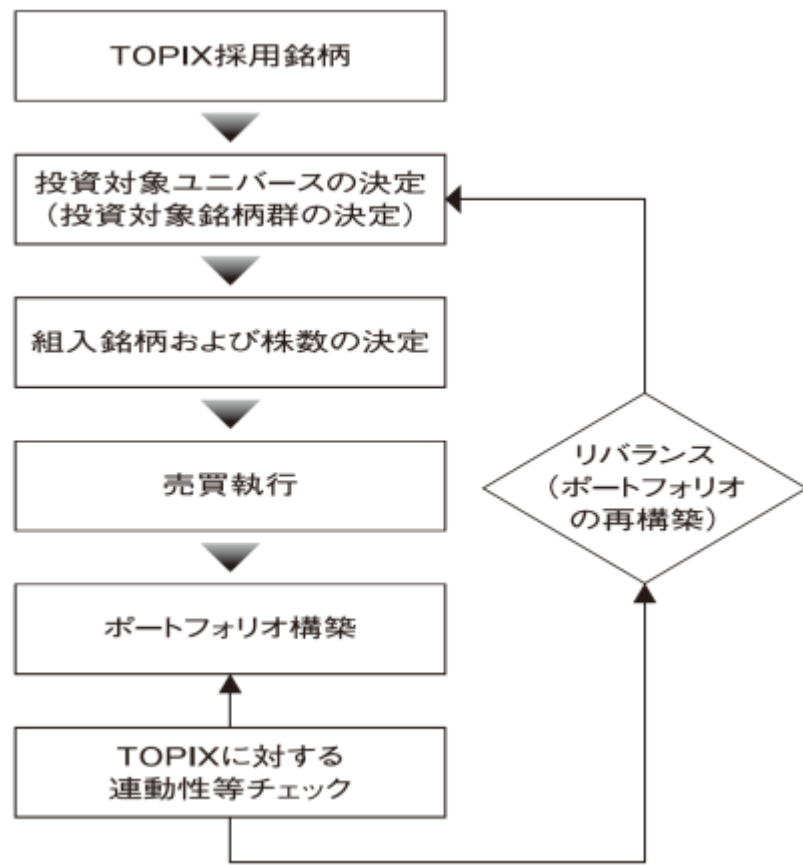 TOPIX採用銘柄
投資対象ユニバースの決定
（投資対象銘柄群の決定）
組入銘柄および株数の決定
売買執行
ポートフォリオ構築
TOPIXに対する
連動性等チェック
リバランス
（ポートフォリオ
の再構築）